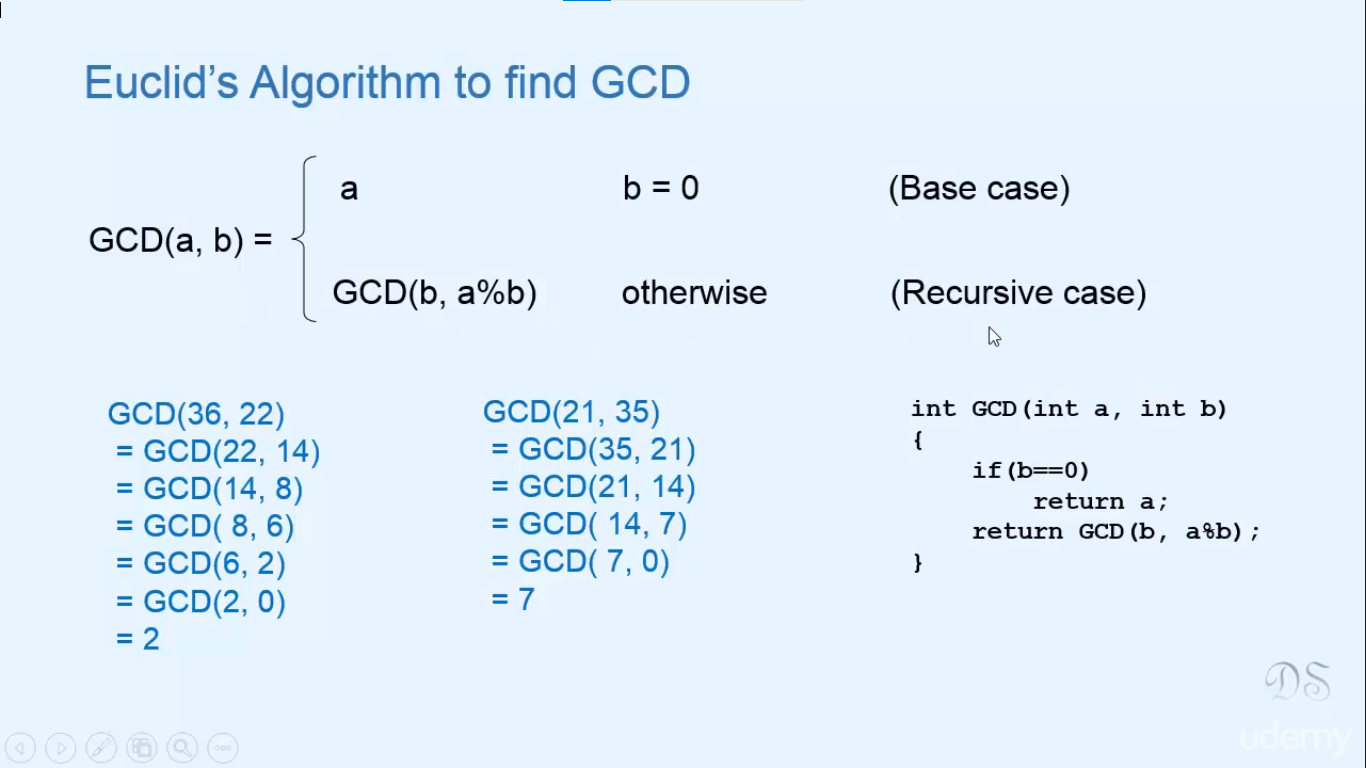 Euclid’s Algorithm to find GCD
a b = 0 (Base case)
GCD(a, b) =
GCD(b, a%b) otherwise (Recursive case)
GCD(36, 22)
= GCD(22, 14)
= GCD(14, 8)
= GCD( 8, 6)
= GCD(6, 2)
= GCD(2, 0)
= 2
GCD(21, 35)
= GCD(35, 21)
= GCD(21, 14)
= GCD( 14, 7)
= GCD( 7, 0)
= 7
int GCD(int a, int b)
{
if(b==0)
return a;
return GCD(b, a%b);
}
DS
udemy